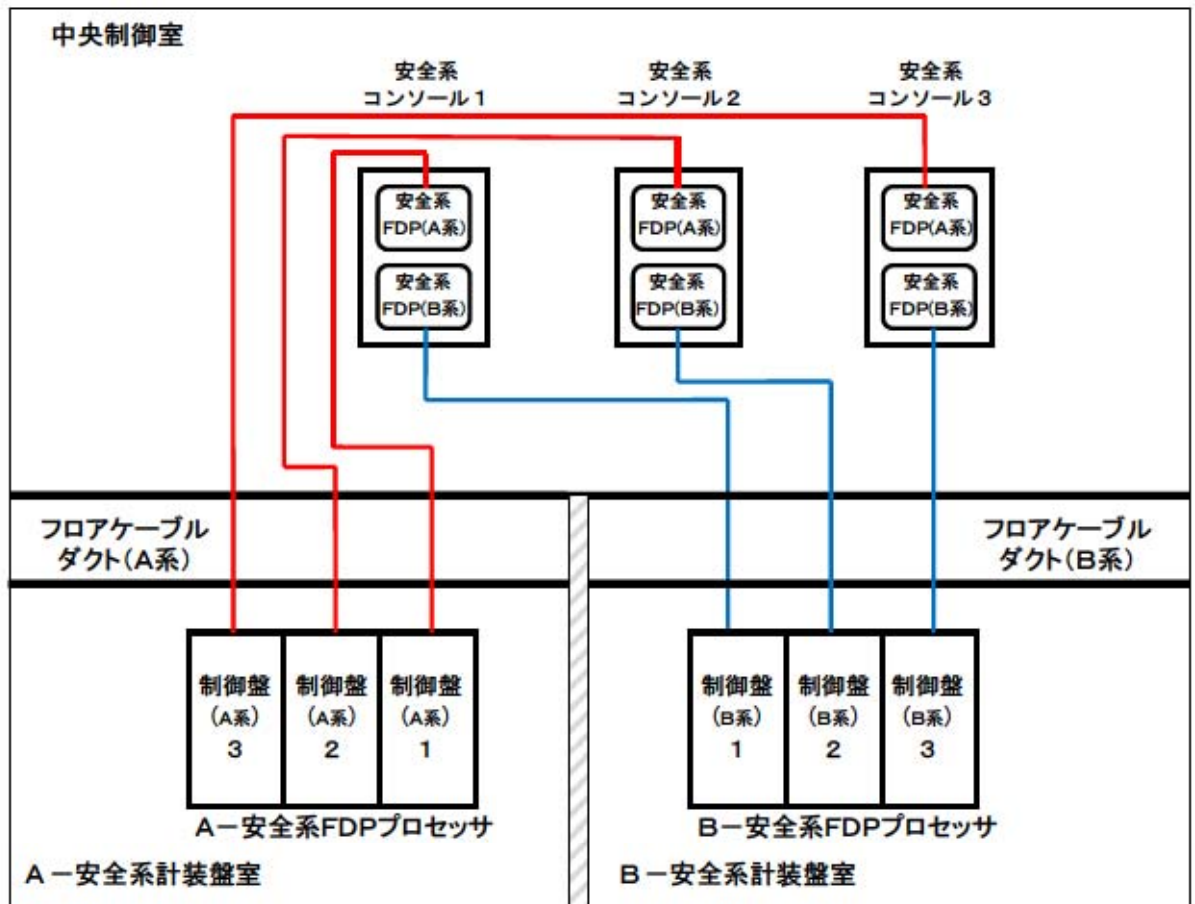 中央制御室
安全系
コンソール1
安全系
コンソール2
安全系
コンソール3
安全系
FDP(A系)
安全系
FDP(B系)
安全系
FDP(A系)
安全系
FDP(B系)
安全系
FDP(A系)
安全系
FDP(B系)
フロアケーブル
ダクト(A系)
フロアケーブル
ダクト(B系)
制御盤
(A系)
3
制御盤
(A系)
2
制御盤
(A系)
1
制御盤
(B系)
1
制御盤
(B系)
2
制御盤
(B系)
3
A-安全系FDPプロセッサ
B-安全系FDPプロセッサ
A-安全系計装盤室
B-安全系計装盤室